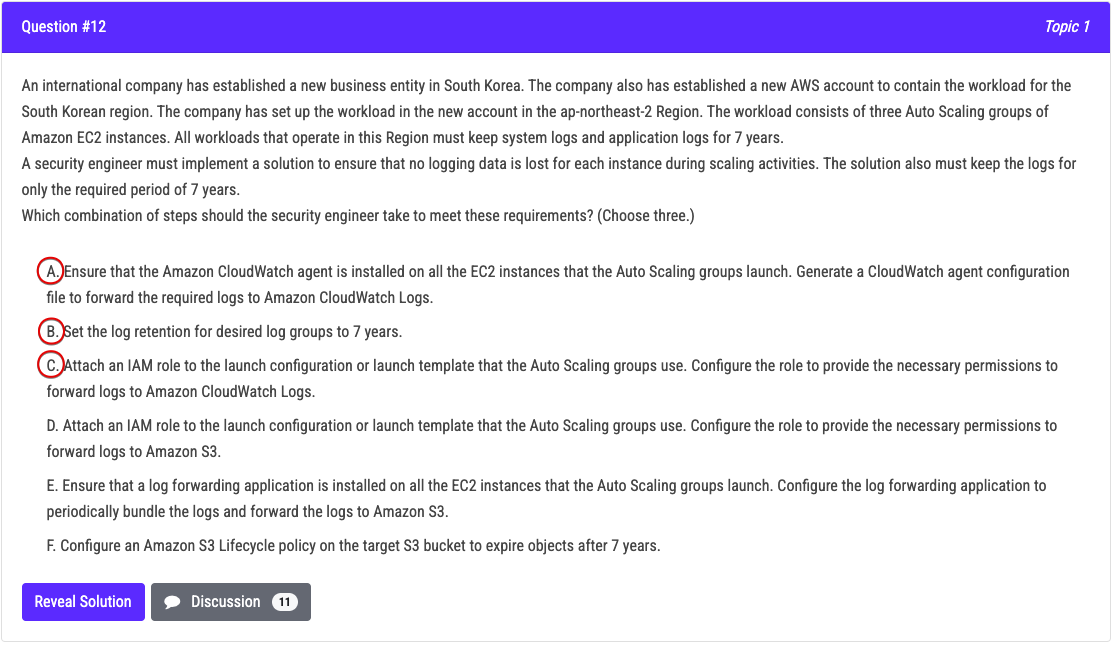 Question #12
Topic 1
An international company has established a new business entity in South Korea. The company also has established a new AWS account to contain the workload for the
South Korean region. The company has set up the workload in the new account in the ap-northeast-2 Region. The workload consists of three Auto Scaling groups of
Amazon EC2 instances. All workloads that operate in this Region must keep system logs and application logs for 7 years.
A security engineer must implement a solution to ensure that no logging data is lost for each instance during scaling activities. The solution also must keep the logs for
only the required period of 7 years.
Which combination of steps should the security engineer take to meet these requirements? (Choose three.)
A. Ensure that the Amazon CloudWatch agent is installed on all the EC2 instances that the Auto Scaling groups launch. Generate a CloudWatch agent configuration
file to forward the required logs to Amazon CloudWatch Logs.
B. Set the log retention for desired log groups to 7 years.
C. Attach an IAM role to the launch configuration or launch template that the Auto Scaling groups use. Configure the role to provide the necessary permissions to
forward logs to Amazon CloudWatch Logs.
D. Attach an IAM role to the launch configuration or launch template that the Auto Scaling groups use. Configure the role to provide the necessary permissions to
forward logs to Amazon S3.
E. Ensure that a log forwarding application is installed on all the EC2 instances that the Auto Scaling groups launch. Configure the log forwarding application to
periodically bundle the logs and forward the logs to Amazon S3.
F. Configure an Amazon S3 Lifecycle policy on the target S3 bucket to expire objects after 7 years.
Reveal Solution
Discussion 11